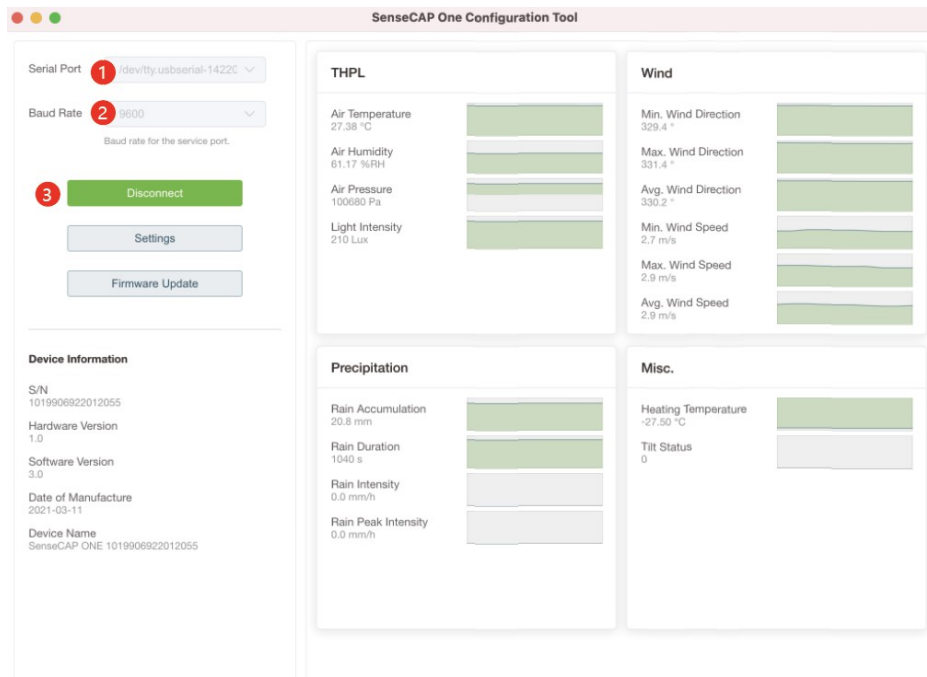 SenseCAP One Configuration Tool
Serial Port 1 /dev/tty.usbserial-1422C
Baud Rate 2 9600
Baud rate for the service port.
3 Disconnect
Settings
Firmware Update
Device Information
S/N
1019906922012055
Hardware Version
1.0
Software Version
3.0
Date of Manufacture
2021-03-11
Device Name
SenseCAP ONE 1019906922012055
THPL
Air Temperature
27.38 °C
Air Humidity
61.17 %RH
Air Pressure
100680 Pa
Light Intensity
210 Lux
Wind
Min. Wind Direction
329.4 °
Max. Wind Direction
331.4 °
Avg. Wind Direction
330.2 °
Min. Wind Speed
2.7 m/s
Max. Wind Speed
2.9 m/s
Avg. Wind Speed
2.9 m/s
Precipitation
Rain Accumulation
20.8 mm
Rain Duration
1040 s
Rain Intensity
0.0 mm/h
Rain Peak Intensity
0.0 mm/h
Misc.
Heating Temperature
-27.50 °C
Tilt Status
0